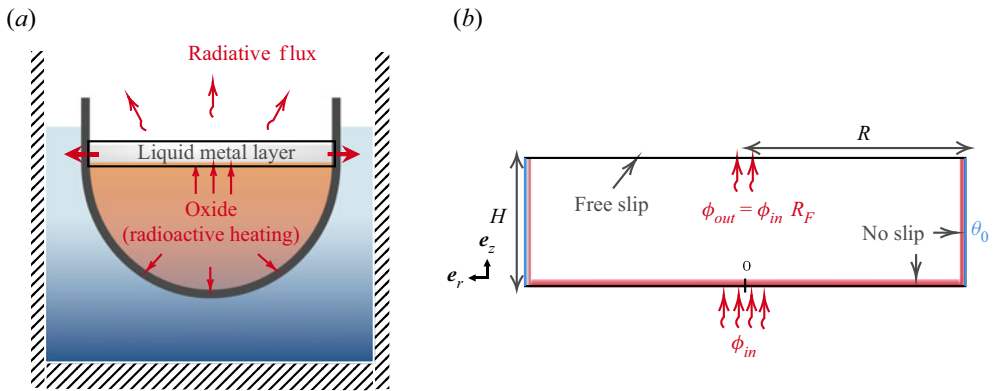 (a)
Radiative flux
Liquid metal layer
Oxide
(radioactive heating)
(b)
R
H
Free slip
ϕout = ϕin RF
No slip
θ0
ez
er
0
ϕin